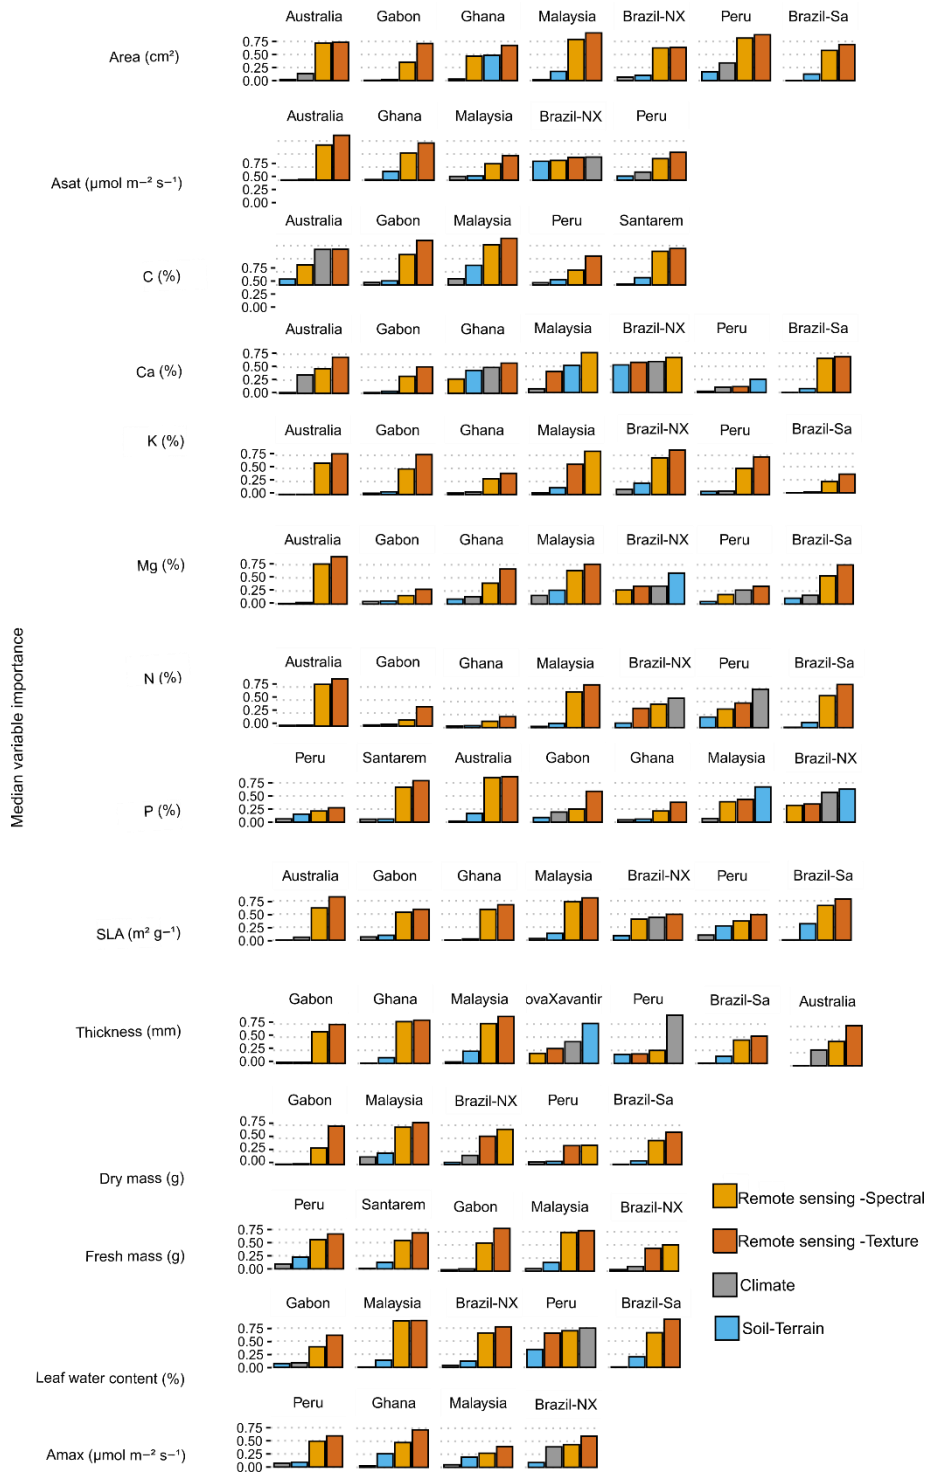 Australia Gabon Ghana Malaysia Brazil-NX Peru Brazil-Sa
Area (cm²)
0.75
0.50
0.25
0.00
Australia Ghana Malaysia Brazil-NX Peru
Asat (μmol m−² s−¹)
0.75
0.50
0.25
0.00
Australia Gabon Malaysia Peru Santarem
C (%)
0.75
0.50
0.25
0.00
Australia Gabon Ghana Malaysia Brazil-NX Peru Brazil-Sa
Ca (%)
0.75
0.50
0.25
0.00
Australia Gabon Ghana Malaysia Brazil-NX Peru Brazil-Sa
K (%)
0.75
0.50
0.25
0.00
Australia Gabon Ghana Malaysia Brazil-NX Peru Brazil-Sa
Mg (%)
0.75
0.50
0.25
0.00
Median variable importance
Australia Gabon Ghana Malaysia Brazil-NX Peru Brazil-Sa
N (%)
0.75
0.50
0.25
0.00
Peru Santarem Australia Gabon Ghana Malaysia Brazil-NX
P (%)
0.75
0.50
0.25
0.00
Australia Gabon Ghana Malaysia Brazil-NX Peru Brazil-Sa
SLA (m² g−¹)
0.75
0.50
0.25
0.00
Gabon Ghana Malaysia ovaXavantir Peru Brazil-Sa Australia
Thickness (mm)
0.75
0.50
0.25
0.00
Gabon Malaysia Brazil-NX Peru Brazil-Sa
Dry mass (g)
0.75
0.50
0.25
0.00
Peru Santarem Gabon Malaysia Brazil-NX
Fresh mass (g)
0.75
0.50
0.25
0.00
Gabon Malaysia Brazil-NX Peru Brazil-Sa
Leaf water content (%)
0.75
0.50
0.25
0.00
Peru Ghana Malaysia Brazil-NX
Amax (μmol m−² s−¹)
0.75
0.50
0.25
0.00
Remote sensing -Spectral
Remote sensing -Texture
Climate
Soil-Terrain